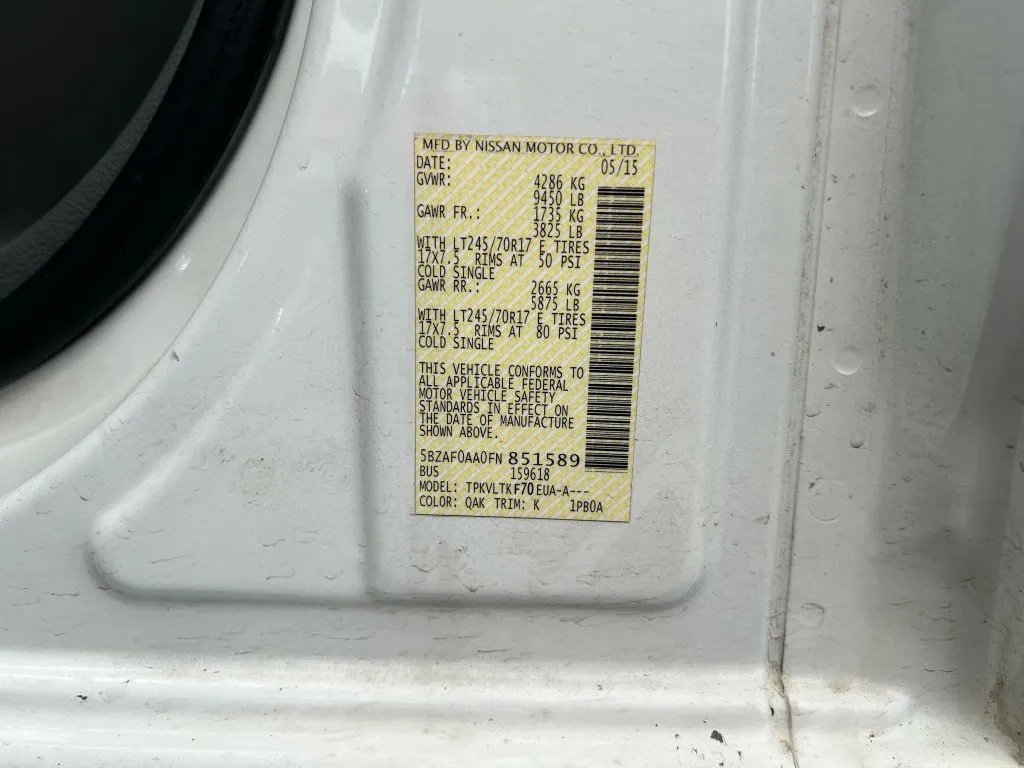 MFD BY NISSAN MOTOR CO., LTD.
DATE: 05/15
GVWR: 4286 KG
9450 LB
GAWR FR.: 1735 KG
3825 LB
WITH LT245/70R17 E TIRES
17X7.5 RIMS AT 50 PSI
COLD SINGLE
GAWR RR.: 2665 KG
5875 LB
WITH LT245/70R17 E TIRES
17X7.5 RIMS AT 80 PSI
COLD SINGLE
THIS VEHICLE CONFORMS TO
ALL APPLICABLE FEDERAL
MOTOR VEHICLE SAFETY
STANDARDS IN EFFECT ON
THE DATE OF MANUFACTURE
SHOWN ABOVE.
5BZAF0AA0FN 851589
BUS 159618
MODEL: TPKVLTKF70EUA-A---
COLOR: QAK TRIM: K 1PB0A